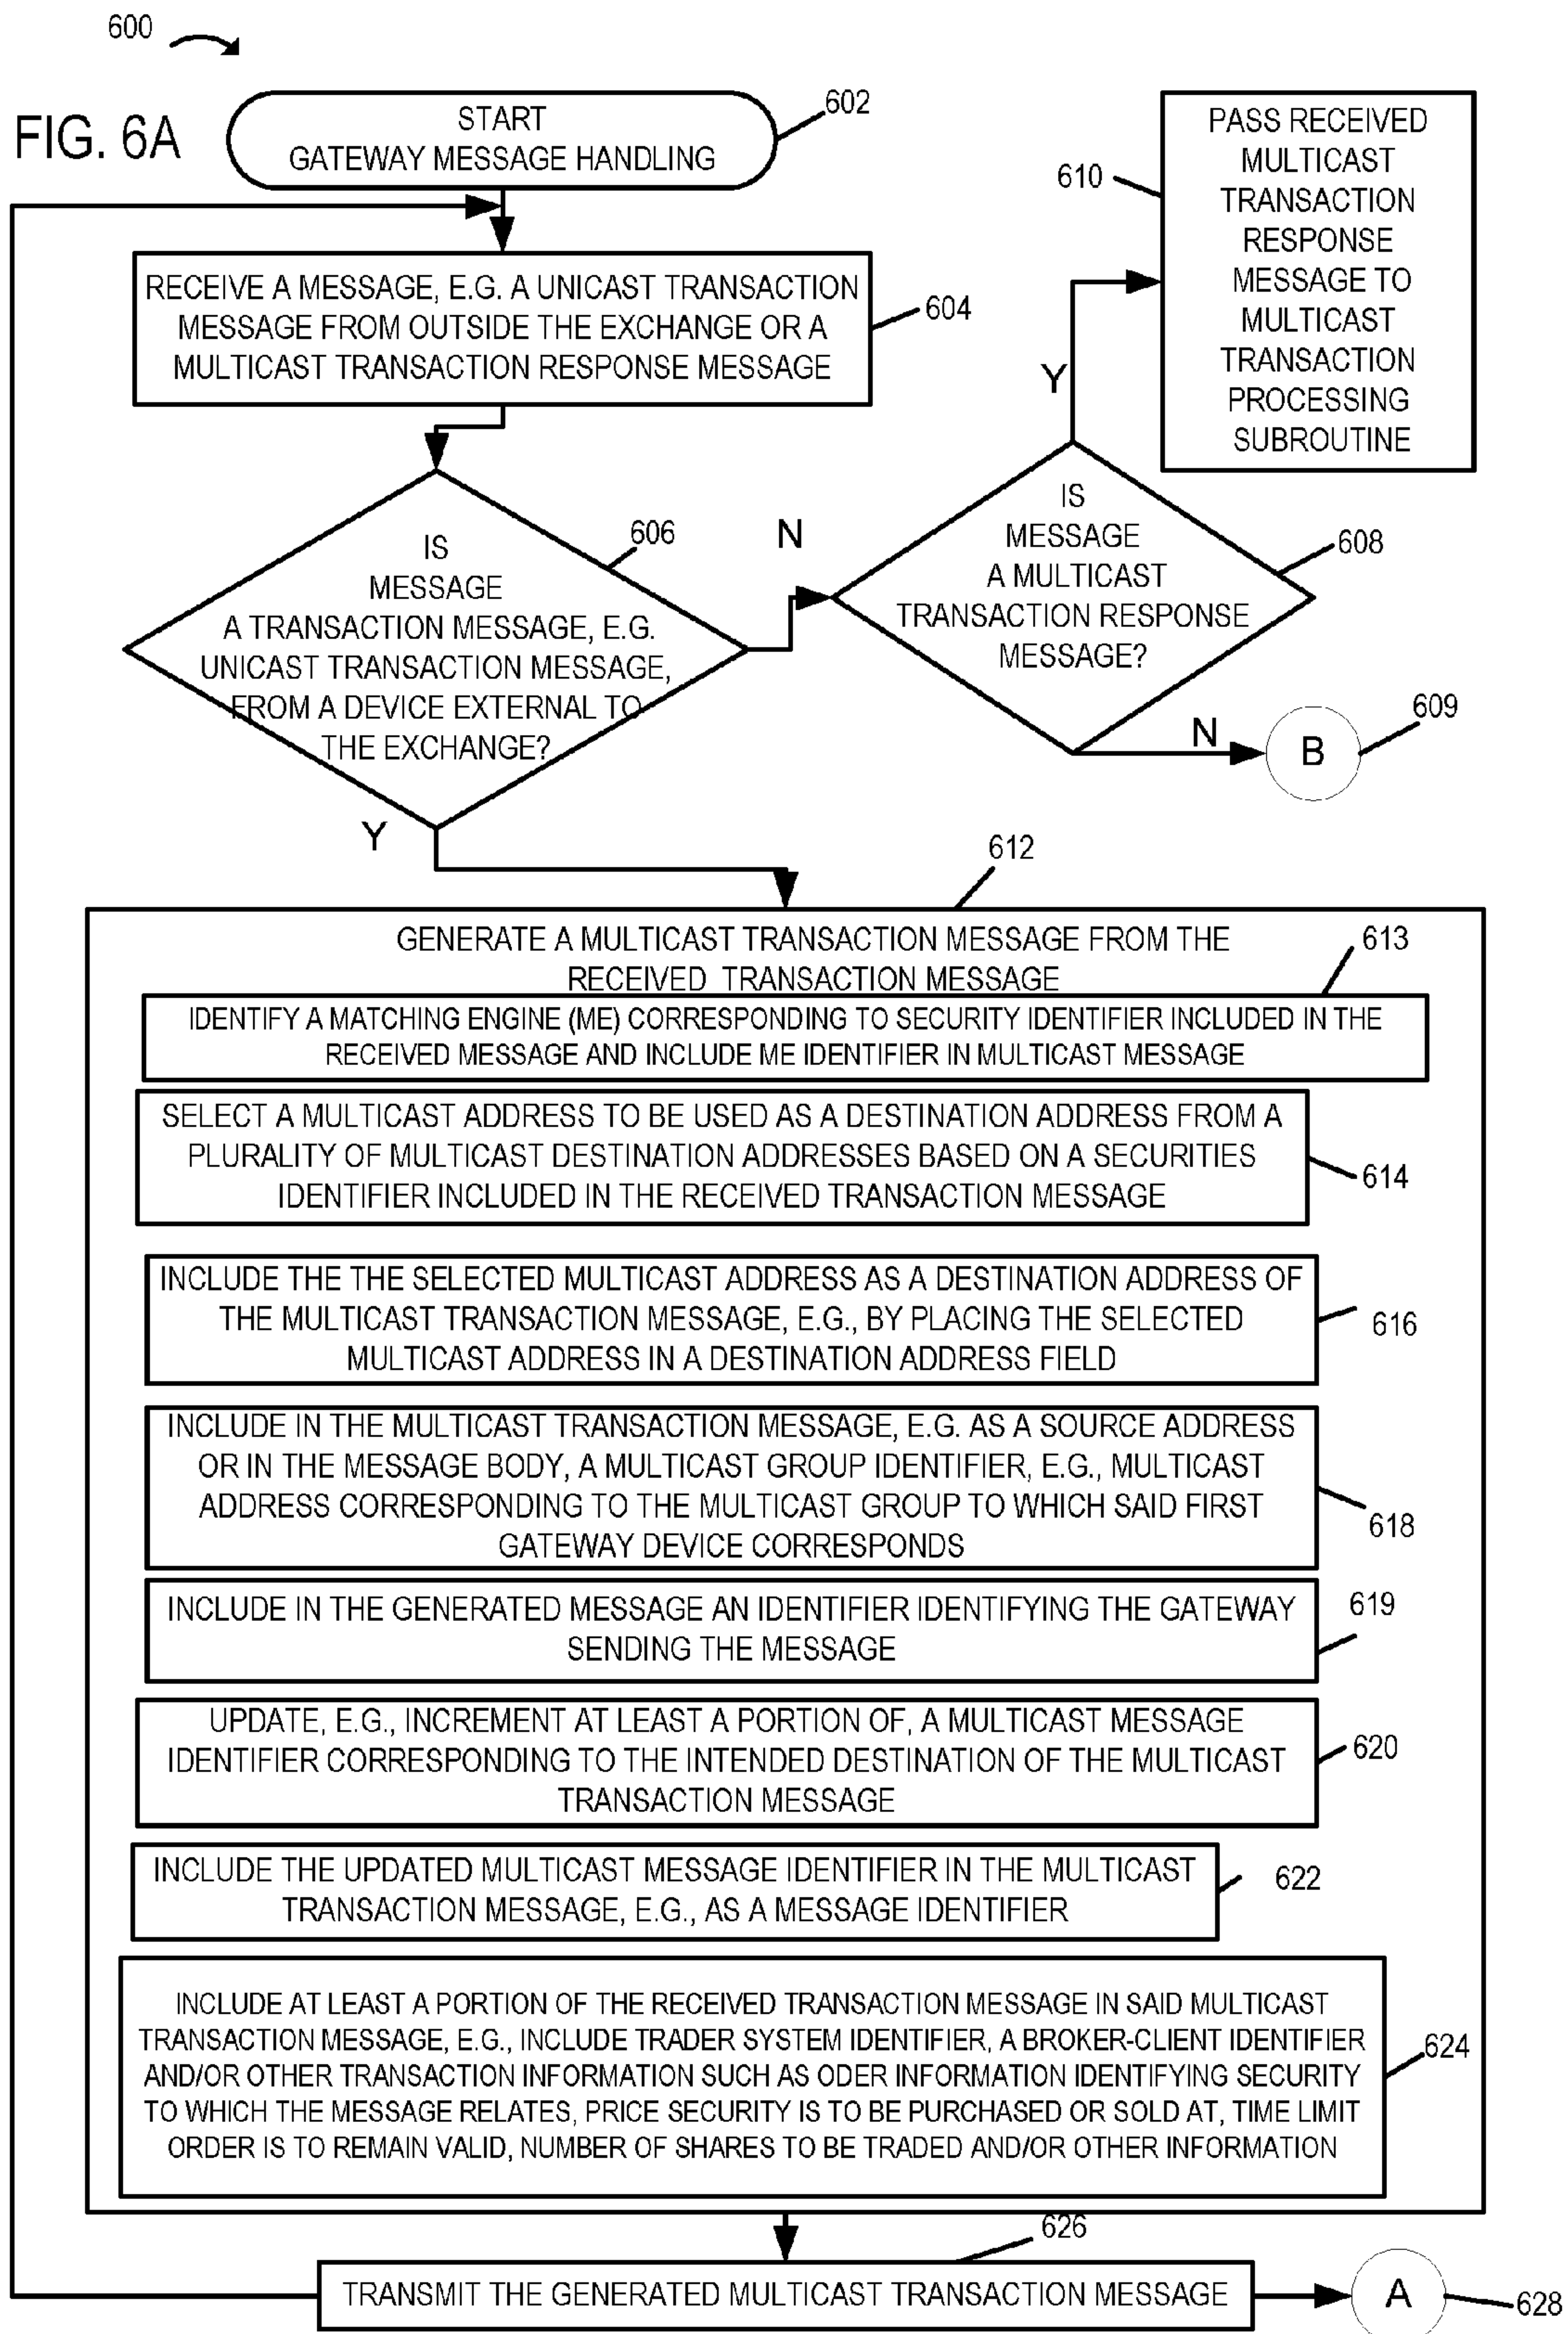 600
FIG. 6A
START
GATEWAY MESSAGE HANDLING
602
RECEIVE A MESSAGE, E.G. A UNICAST TRANSACTION
MESSAGE FROM OUTSIDE THE EXCHANGE OR A
MULTICAST TRANSACTION RESPONSE MESSAGE
604
IS
MESSAGE
A TRANSACTION MESSAGE, E.G.
UNICAST TRANSACTION MESSAGE,
FROM A DEVICE EXTERNAL TO
THE EXCHANGE?
606
N
Y
IS
MESSAGE
A MULTICAST
TRANSACTION RESPONSE
MESSAGE?
608
Y
N
B
609
610
PASS RECEIVED
MULTICAST
TRANSACTION
RESPONSE
MESSAGE TO
MULTICAST
TRANSACTION
PROCESSING
SUBROUTINE
612
GENERATE A MULTICAST TRANSACTION MESSAGE FROM THE
RECEIVED TRANSACTION MESSAGE
613
IDENTIFY A MATCHING ENGINE (ME) CORRESPONDING TO SECURITY IDENTIFIER INCLUDED IN THE
RECEIVED MESSAGE AND INCLUDE ME IDENTIFIER IN MULTICAST MESSAGE
SELECT A MULTICAST ADDRESS TO BE USED AS A DESTINATION ADDRESS FROM A
PLURALITY OF MULTICAST DESTINATION ADDRESSES BASED ON A SECURITIES
IDENTIFIER INCLUDED IN THE RECEIVED TRANSACTION MESSAGE
614
INCLUDE THE THE SELECTED MULTICAST ADDRESS AS A DESTINATION ADDRESS OF
THE MULTICAST TRANSACTION MESSAGE, E.G., BY PLACING THE SELECTED
MULTICAST ADDRESS IN A DESTINATION ADDRESS FIELD
616
INCLUDE IN THE MULTICAST TRANSACTION MESSAGE, E.G. AS A SOURCE ADDRESS
OR IN THE MESSAGE BODY, A MULTICAST GROUP IDENTIFIER, E.G., MULTICAST
ADDRESS CORRESPONDING TO THE MULTICAST GROUP TO WHICH SAID FIRST
GATEWAY DEVICE CORRESPONDS
618
INCLUDE IN THE GENERATED MESSAGE AN IDENTIFIER IDENTIFYING THE GATEWAY
SENDING THE MESSAGE
619
UPDATE, E.G., INCREMENT AT LEAST A PORTION OF, A MULTICAST MESSAGE
IDENTIFIER CORRESPONDING TO THE INTENDED DESTINATION OF THE MULTICAST
TRANSACTION MESSAGE
620
INCLUDE THE UPDATED MULTICAST MESSAGE IDENTIFIER IN THE MULTICAST
TRANSACTION MESSAGE, E.G., AS A MESSAGE IDENTIFIER
622
INCLUDE AT LEAST A PORTION OF THE RECEIVED TRANSACTION MESSAGE IN SAID MULTICAST
TRANSACTION MESSAGE, E.G., INCLUDE TRADER SYSTEM IDENTIFIER, A BROKER-CLIENT IDENTIFIER
AND/OR OTHER TRANSACTION INFORMATION SUCH AS ODER INFORMATION IDENTIFYING SECURITY
TO WHICH THE MESSAGE RELATES, PRICE SECURITY IS TO BE PURCHASED OR SOLD AT, TIME LIMIT
ORDER IS TO REMAIN VALID, NUMBER OF SHARES TO BE TRADED AND/OR OTHER INFORMATION
624
626
TRANSMIT THE GENERATED MULTICAST TRANSACTION MESSAGE
A
628